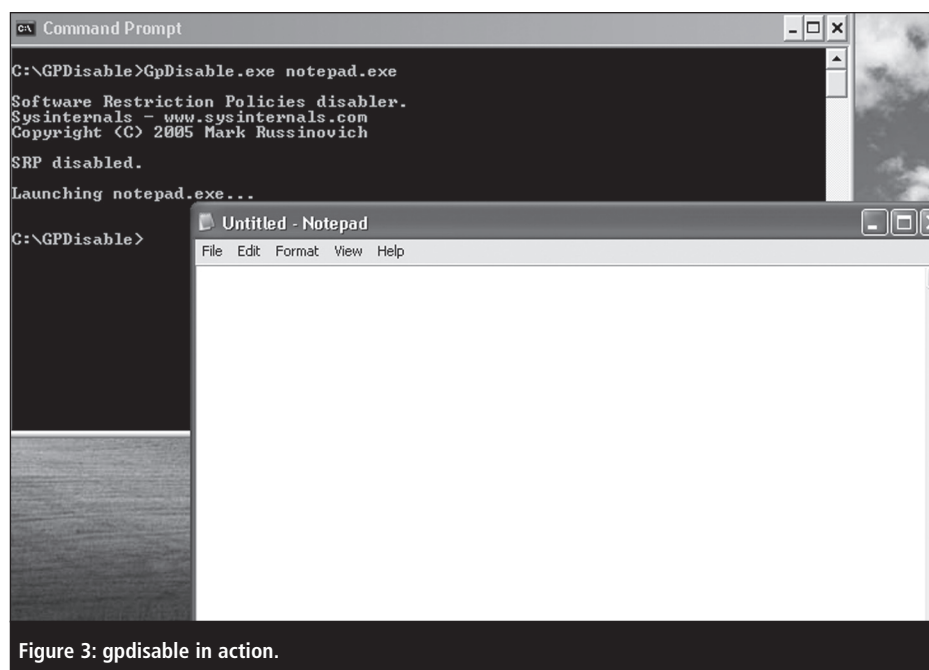 Command Prompt
C:\GPDisable>GpDisable.exe notepad.exe
Software Restriction Policies disabler.
Sysinternals - www.sysinternals.com
Copyright (C) 2005 Mark Russinovich
SRP disabled.
Launching notepad.exe...
C:\GPDisable>
Untitled - Notepad
File Edit Format View Help
Figure 3: gpdisable in action.